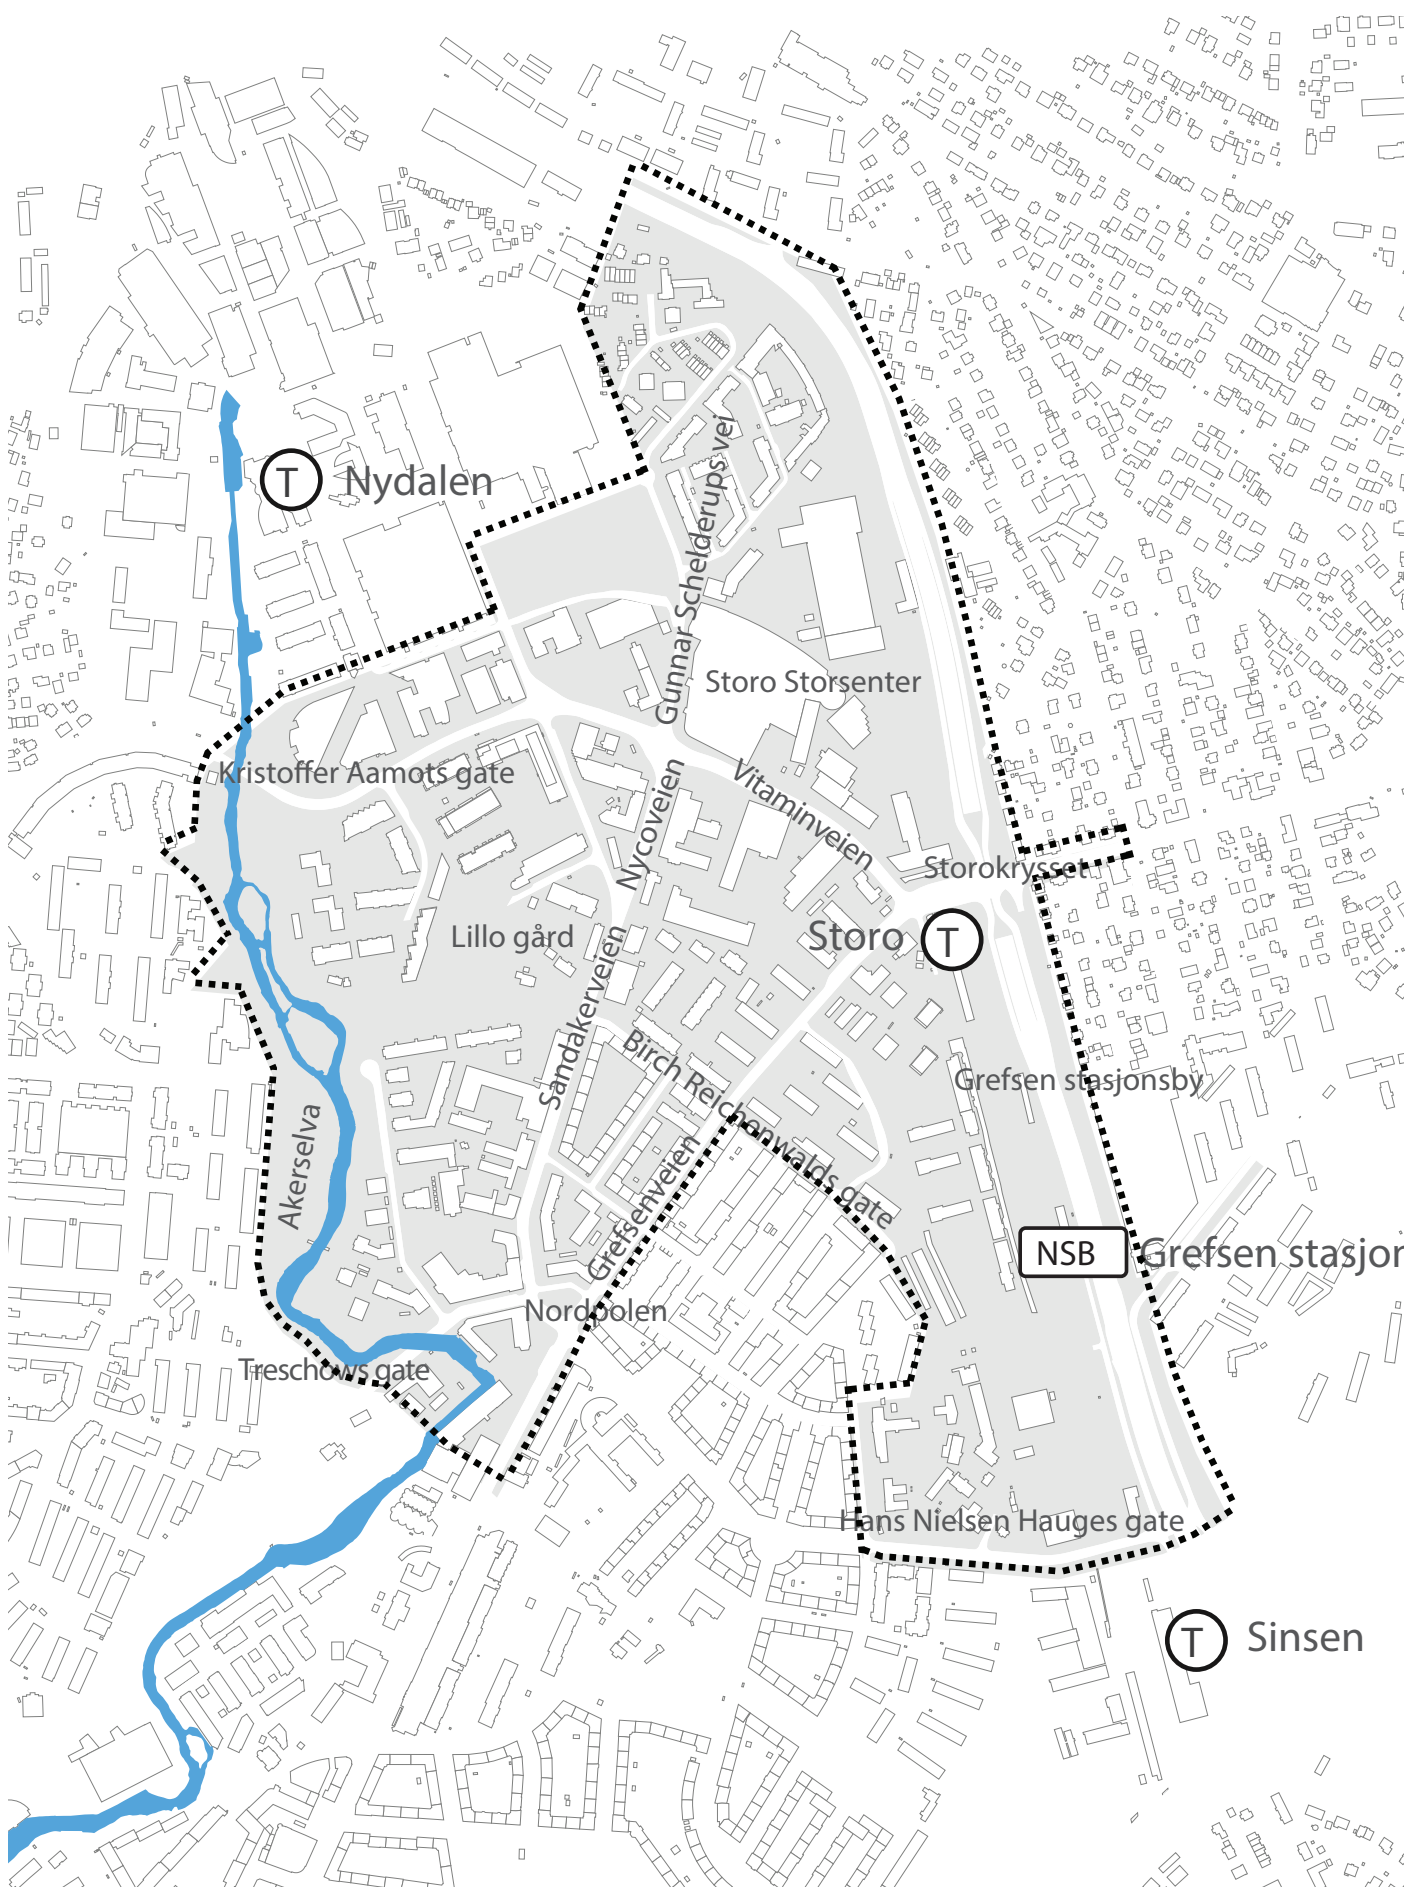 T Nydalen
Gunnar Schelderups vei
Storo Storsenter
Kristoffer Aamots gate
Vitaminveien
Nycoveien
Storokrysset
Lillo gård
Storo T
Sandakerveien
Birch Reichenwalds gate
Grefsen stasjonsby
Akerselva
Grefsenveien
NSB Grefsen stasjon
Nordpolen
Treschows gate
Hans Nielsen Hauges gate
T Sinsen